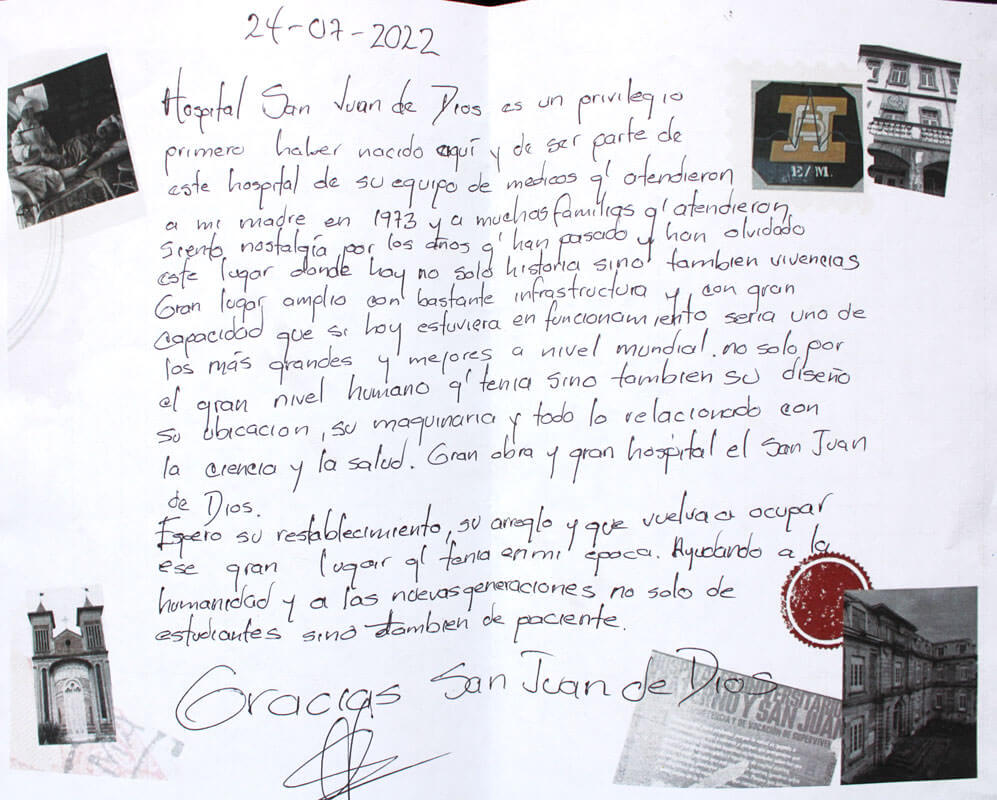 24-07-2022
Hospital San Juan de Dios es un privilegio
primero haber nacido aquí y de ser parte de
este hospital de su equipo de medicos q' atendieron
a mi madre en 1973 y a muchas familias q' atendieron,
siento nostalgía por los años q' han pasado y han olvidado
este lugar donde hay no solo historia sino tambien vivencias
Gran lugar amplio con bastante infrastructura y con gran
capacidad que si hoy estuviera en funcionamiento seria uno de
los más grandes y mejores a nivel mundial. no solo por
el gran nivel humano q' tenia sino tambien su diseño
su ubicacion, su maquinaria y todo lo relacionado con
la ciencia y la salud. Gran obra y gran hospital el San Juan
de Dios.
Espero su restablecimiento, su arreglo y que vuelva a ocupar
ese gran lugar q' tenia en mi epoca. Ayudando a la
humanidad y a las nuevas generaciones no solo de
estudiantes sino tambien de paciente.
Gracias San Juan de Dios
E/M.
Y SAN JUAN
TENCIA Y DE VOCACIÓN DE SUPERVIVEN